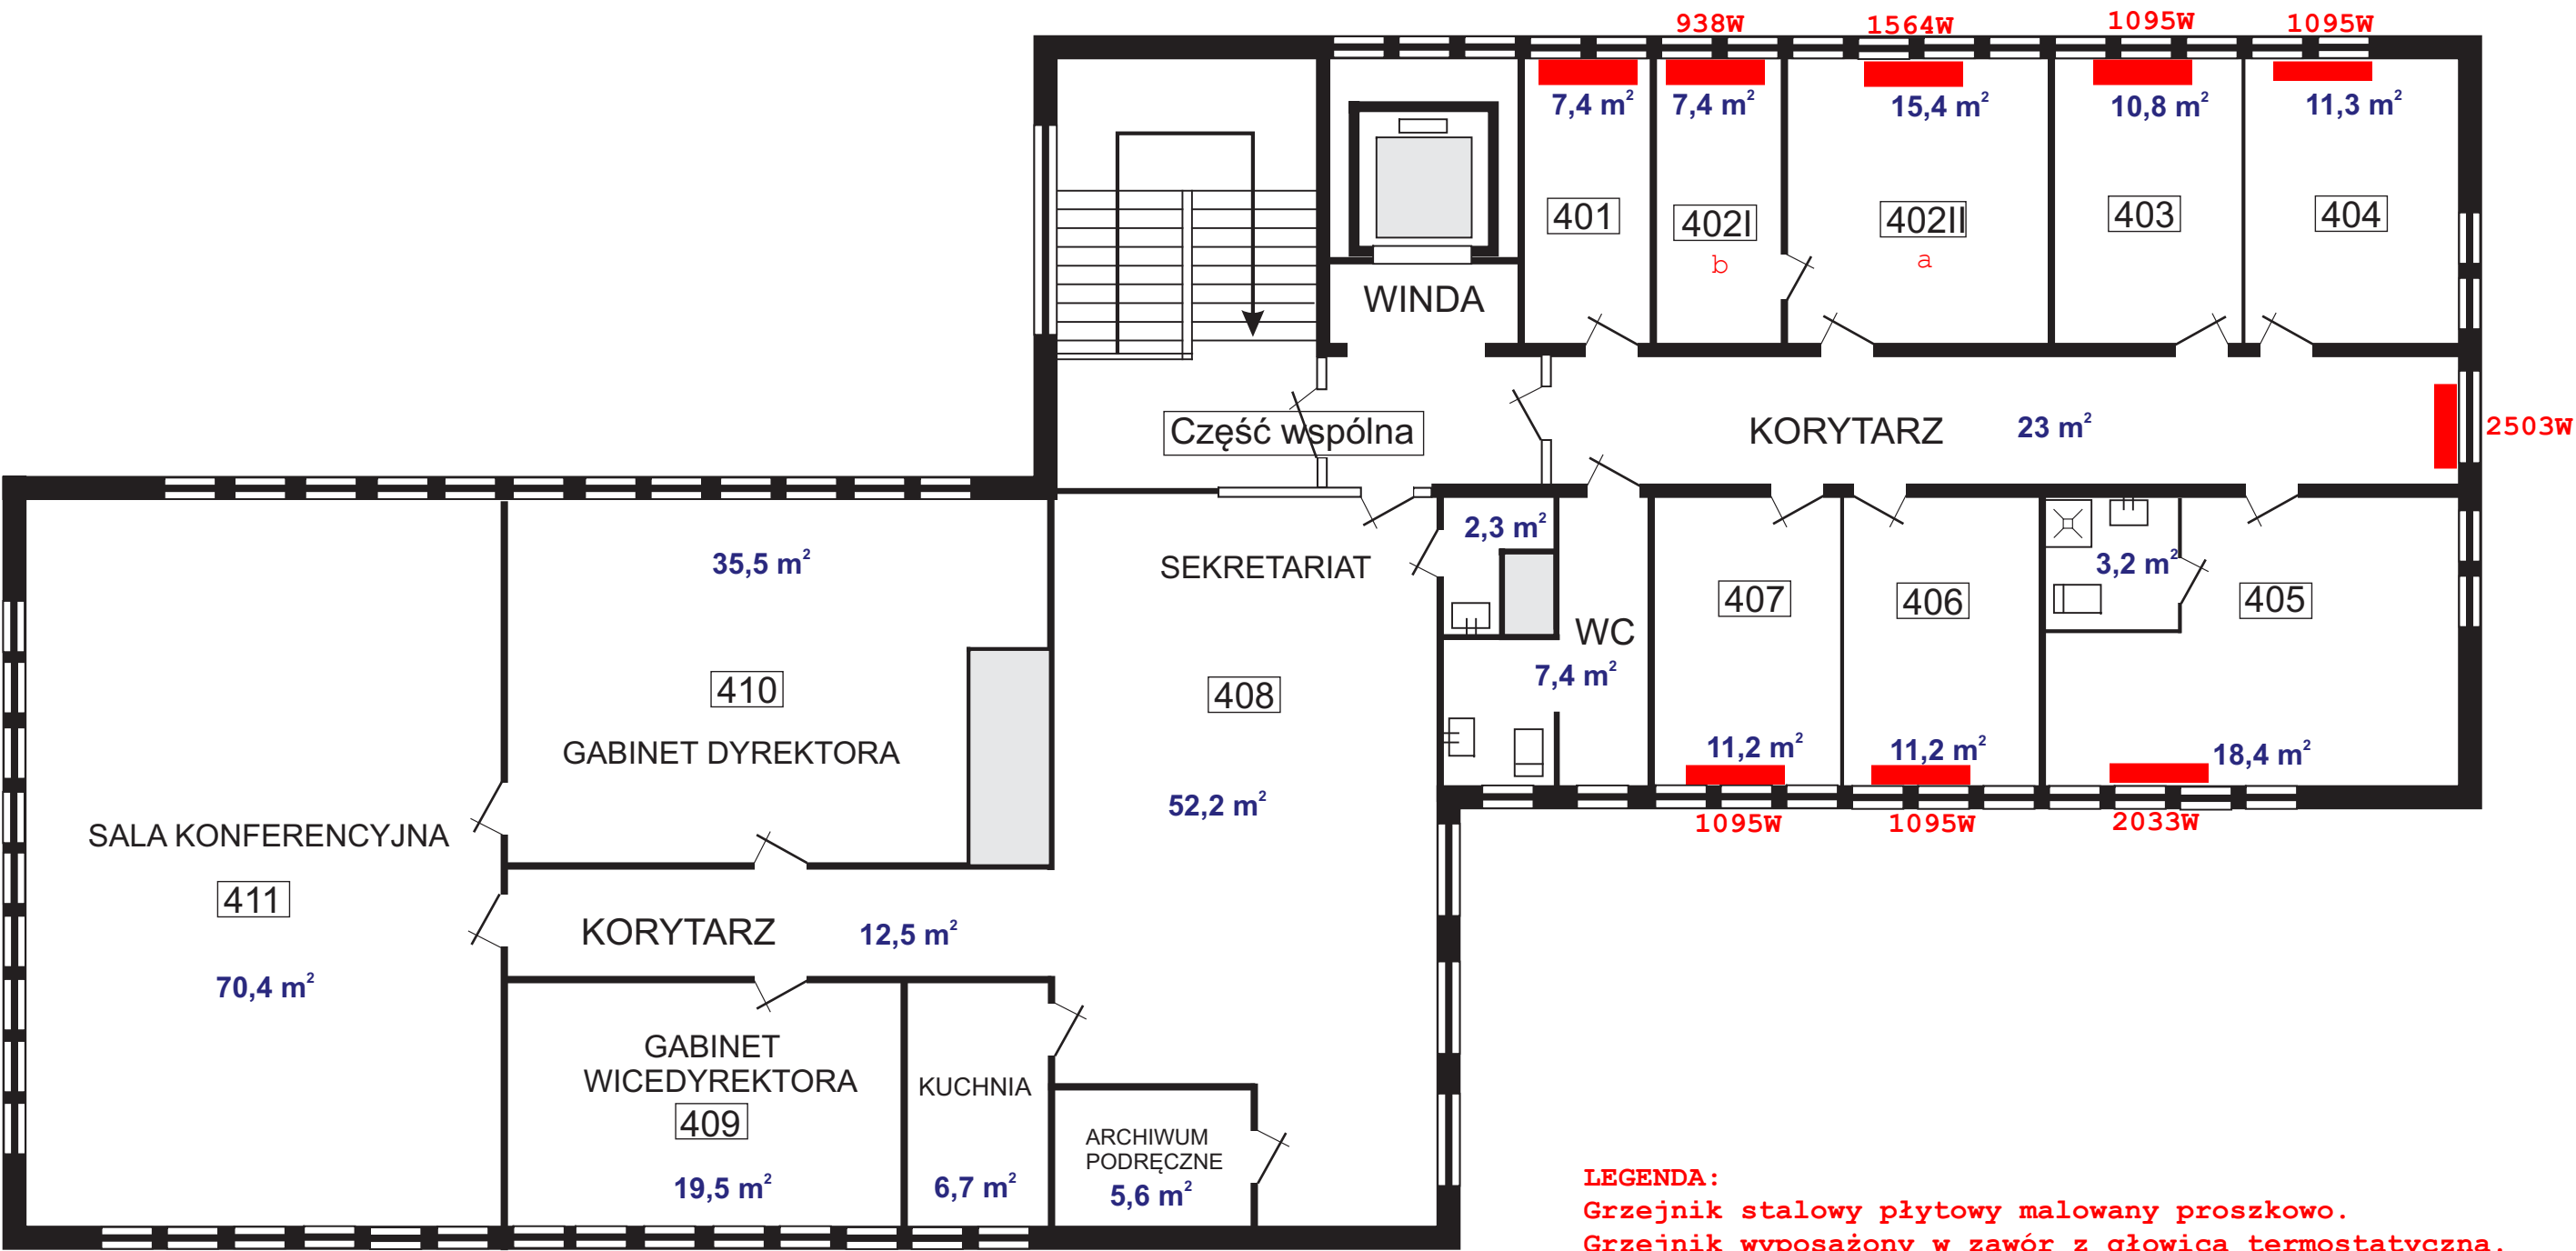 938W
1564W
1095W
1095W
7,4 m²
7,4 m²
15,4 m²
10,8 m²
11,3 m²
401
402I
402II
403
404
b
a
WINDA
Część wspólna
KORYTARZ
23 m²
2503W
35,5 m²
SEKRETARIAT
2,3 m²
3,2 m²
407
406
405
WC
7,4 m²
410
408
GABINET DYREKTORA
11,2 m²
11,2 m²
18,4 m²
52,2 m²
1095W
1095W
2033W
SALA KONFERENCYJNA
411
KORYTARZ
12,5 m²
70,4 m²
GABINET
WICEDYREKTORA
409
19,5 m²
KUCHNIA
6,7 m²
ARCHIWUM
PODRĘCZNE
5,6 m²
LEGENDA:
Grzejnik stalowy płytowy malowany proszkowo.
Grzejnik wyposażony w zawór z głowicą termostatyczną.